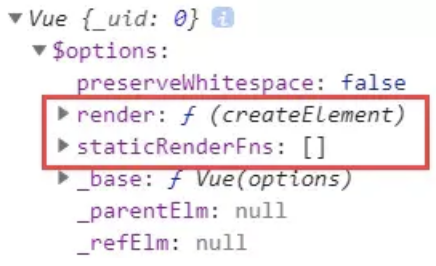 Vue {_uid: 0} i
$options:
preserveWhitespace: false
render: ƒ (createElement)
staticRenderFns: []
_base: ƒ Vue(options)
_parentElm: null
_refElm: null